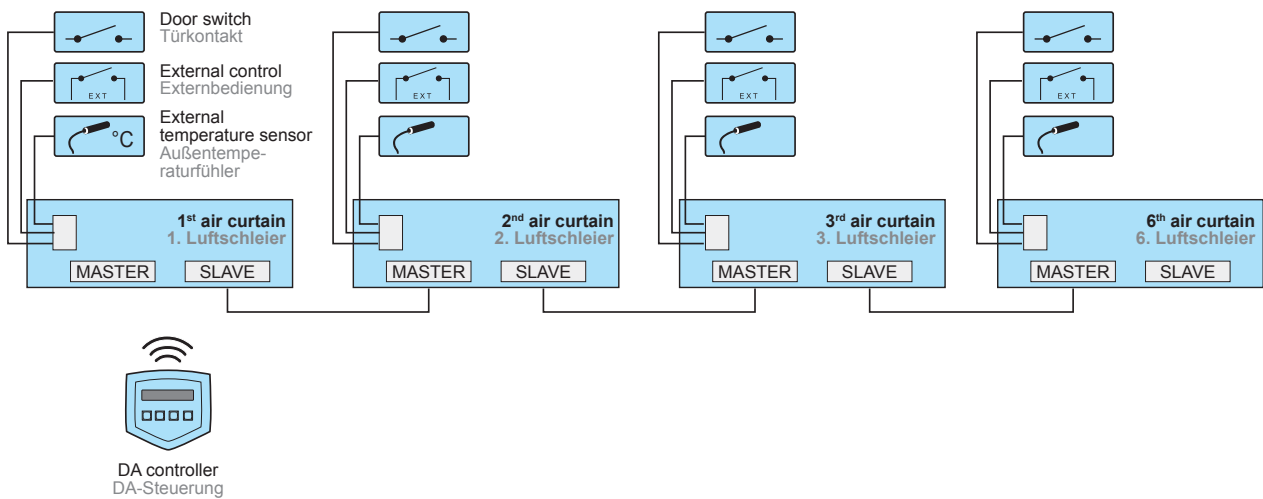 Door switch
Türkontakt
External control
Externbedienung
EXT
EXT
EXT
EXT
External
temperature sensor
Außentempe-
raturfühler
°C
1st air curtain
1. Luftschleier
MASTER
SLAVE
2nd air curtain
2. Luftschleier
MASTER
SLAVE
3rd air curtain
3. Luftschleier
MASTER
SLAVE
6th air curtain
6. Luftschleier
MASTER
SLAVE
DA controller
DA-Steuerung